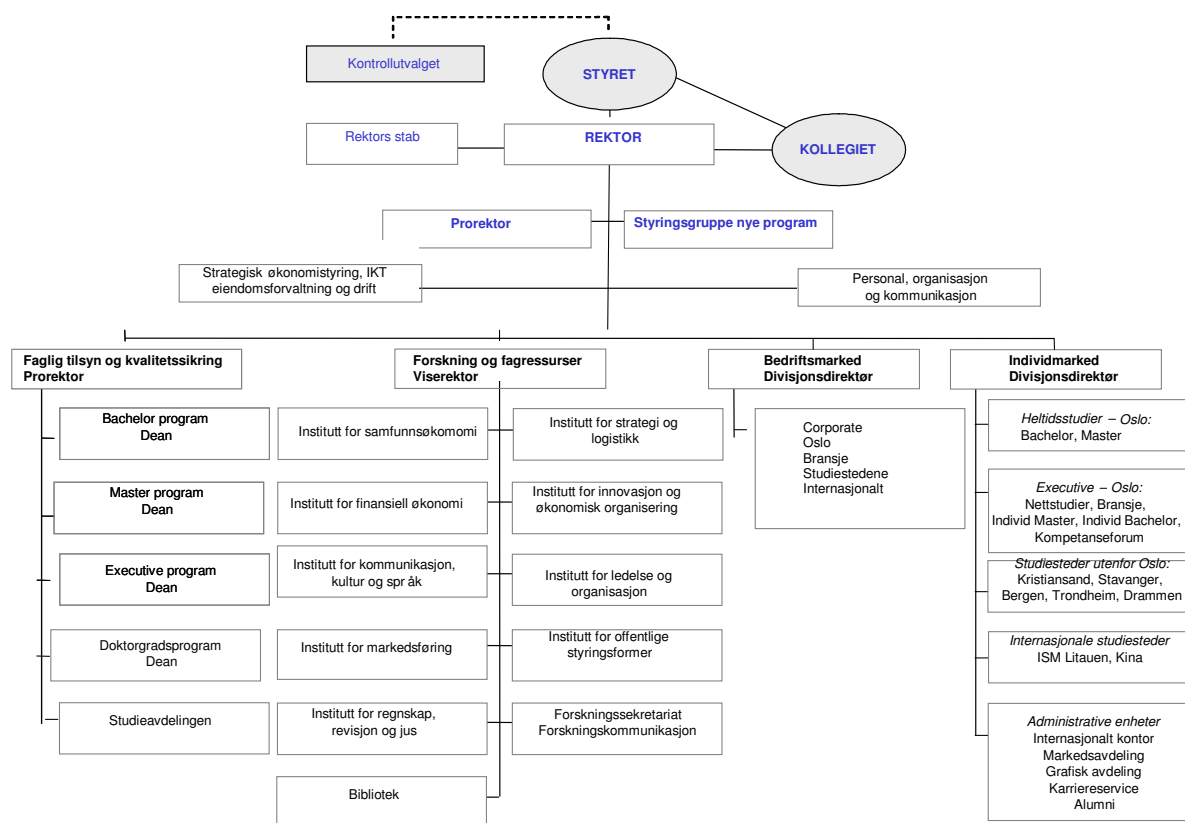 Kontrollutvalget
STYRET
Rektors stab
REKTOR
KOLLEGIET
Prorektor
Styringsgruppe nye program
Strategisk økonomistyring, IKT
eiendomsforvaltning og drift
Personal, organisasjon
og kommunikasjon
Faglig tilsyn og kvalitetssikring
Prorektor
Forskning og fagressurser
Viserektor
Bedriftsmarked
Divisjonsdirektør
Individmarked
Divisjonsdirektør
Bachelor program
Dean
Master program
Dean
Executive program
Dean
Doktorgradsprogram
Dean
Studieavdelingen
Institutt for samfunnsøkomomi
Institutt for strategi og
logistikk
Institutt for finansiell økonomi
Institutt for innovasjon og
økonomisk organisering
Institutt for kommunikasjon,
kultur og spr åk
Institutt for ledelse og
organisasjon
Institutt for markedsføring
Institutt for offentlige
styringsformer
Institutt for regnskap,
revisjon og jus
Forskningssekretariat
Forskningskommunikasjon
Bibliotek
Corporate
Oslo
Bransje
Studiestedene
Internasjonalt
Heltidsstudier – Oslo:
Bachelor, Master
Executive – Oslo:
Nettstudier, Bransje,
Individ Master, Individ Bachelor,
Kompetanseforum
Studiesteder utenfor Oslo:
Kristiansand, Stavanger,
Bergen, Trondheim, Drammen
Internasjonale studiesteder
ISM Litauen, Kina
Administrative enheter
Internasjonalt kontor
Markedsavdeling
Grafisk avdeling
Karriereservice
Alumni